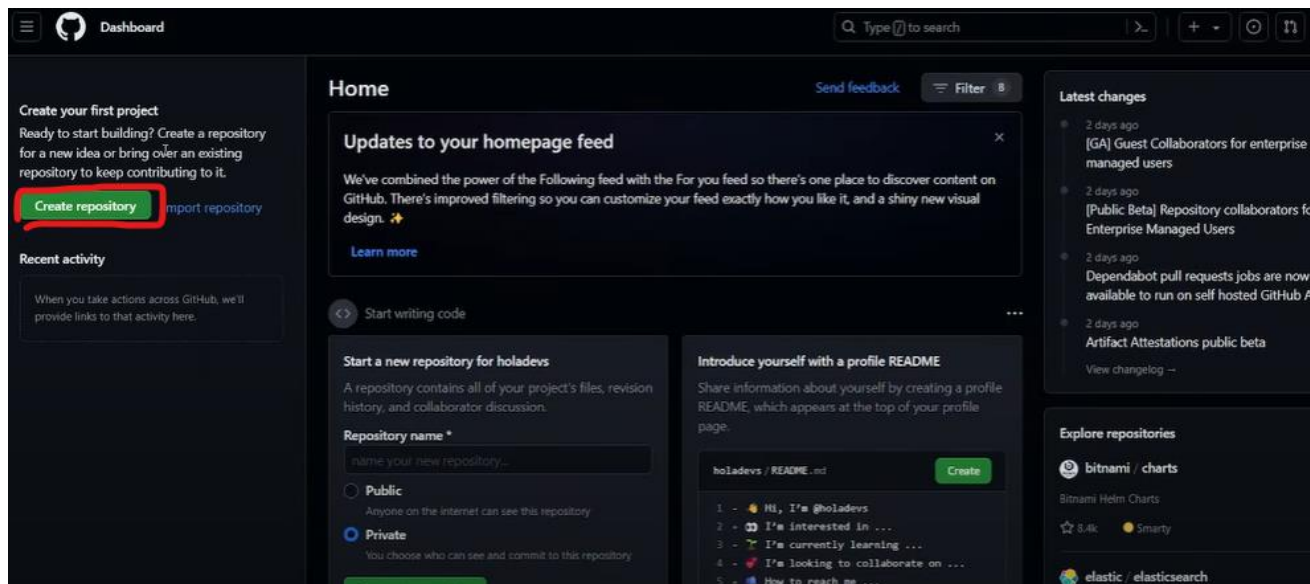 Dashboard
Type / to search
Create your first project
Ready to start building? Create a repository
for a new idea or bring over an existing
repository to keep contributing to it.
Create repository
Import repository
Recent activity
When you take actions across GitHub, we'll
provide links to that activity here.
Home
Send feedback
Filter 8
Updates to your homepage feed
We've combined the power of the Following feed with the For you feed so there's one place to discover content on
GitHub. There's improved filtering so you can customize your feed exactly how you like it, and a shiny new visual
design. ✨
Learn more
Start writing code
Start a new repository for holadevs
A repository contains all of your project's files, revision
history, and collaborator discussion.
Repository name *
name your new repository...
Public
Anyone on the internet can see this repository
Private
You choose who can see and commit to this repository
Introduce yourself with a profile README
Share information about yourself by creating a profile
README, which appears at the top of your profile
page.
holadevs / README.md
Create
1 - 👋 Hi, I'm @holadevs
2 - 👀 I'm interested in ...
3 - 🌱 I'm currently learning ...
4 - 💞️ I'm looking to collaborate on ...
5 - 📫 How to reach me ...
Latest changes
2 days ago
[GA] Guest Collaborators for enterprise
managed users
2 days ago
[Public Beta] Repository collaborators fo
Enterprise Managed Users
2 days ago
Dependabot pull requests jobs are now
available to run on self hosted GitHub A
2 days ago
Artifact Attestations public beta
View changelog →
Explore repositories
bitnami / charts
Bitnami Helm Charts
8.4k Smarty
elastic / elasticsearch